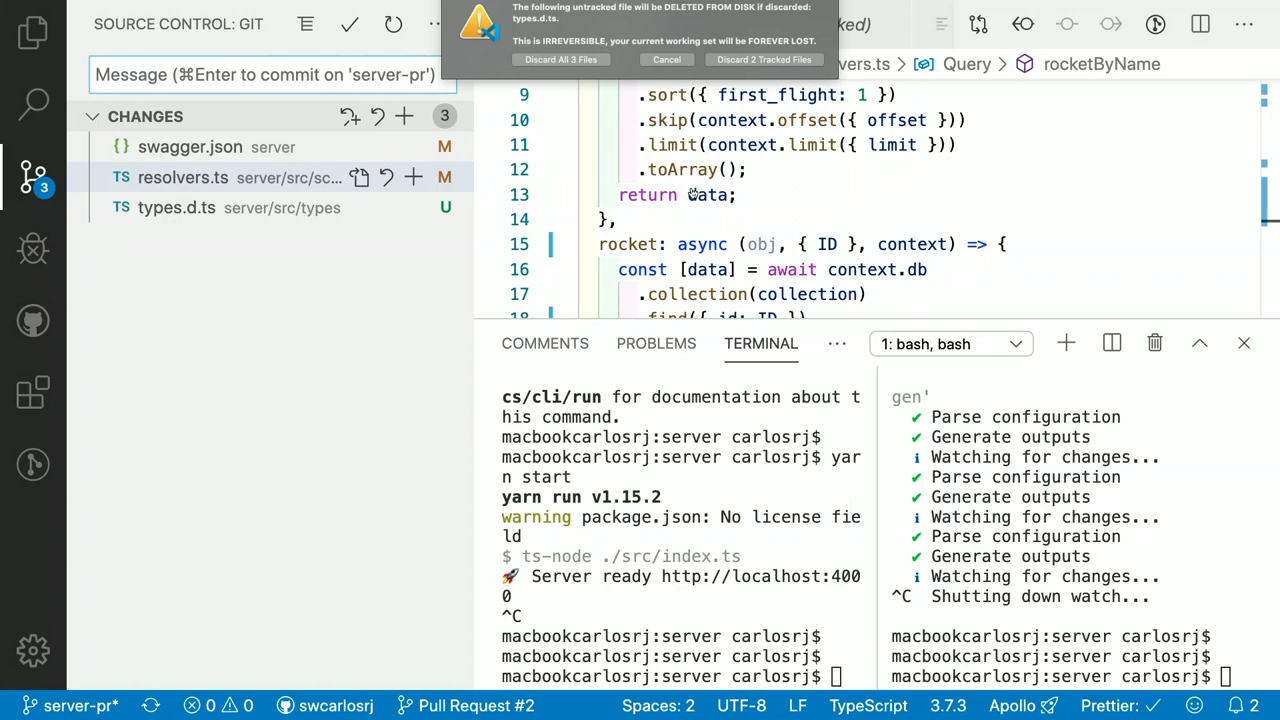 SOURCE CONTROL: GIT
The following untracked file will be DELETED FROM DISK if discarded:
types.d.ts.
This is IRREVERSIBLE, your current working set will be FOREVER LOST.
Discard All 3 Files
Cancel
Discard 2 Tracked Files
ked)
Message (⌘Enter to commit on 'server-pr')
vers.ts > Query > rocketByName
CHANGES
3
{} swagger.json server M
TS resolvers.ts server/src/sc... M
TS types.d.ts server/src/types U
3
9 .sort({ first_flight: 1 })
10 .skip(context.offset({ offset }))
11 .limit(context.limit({ limit }))
12 .toArray();
13 return data;
14 },
15 rocket: async (obj, { ID }, context) => {
16 const [data] = await context.db
17 .collection(collection)
18 .find({ id: ID })
COMMENTS
PROBLEMS
TERMINAL
...
1: bash, bash
cs/cli/run for documentation about t
his command.
macbookcarlosrj:server carlosrj$
macbookcarlosrj:server carlosrj$ yar
n start
yarn run v1.15.2
warning package.json: No license fie
ld
$ ts-node ./src/index.ts
🚀 Server ready http://localhost:400
0
^C
macbookcarlosrj:server carlosrj$
macbookcarlosrj:server carlosrj$
macbookcarlosrj:server carlosrj$
gen'
✔ Parse configuration
✔ Generate outputs
ℹ Watching for changes...
✔ Parse configuration
✔ Generate outputs
ℹ Watching for changes...
✔ Parse configuration
✔ Generate outputs
ℹ Watching for changes...
^C Shutting down watch...
macbookcarlosrj:server carlosrj$
macbookcarlosrj:server carlosrj$
macbookcarlosrj:server carlosrj$
server-pr*
0
0
swcarlosrj
Pull Request #2
Spaces: 2
UTF-8
LF
TypeScript
3.7.3
Apollo 🚀
Prettier: ✓
2